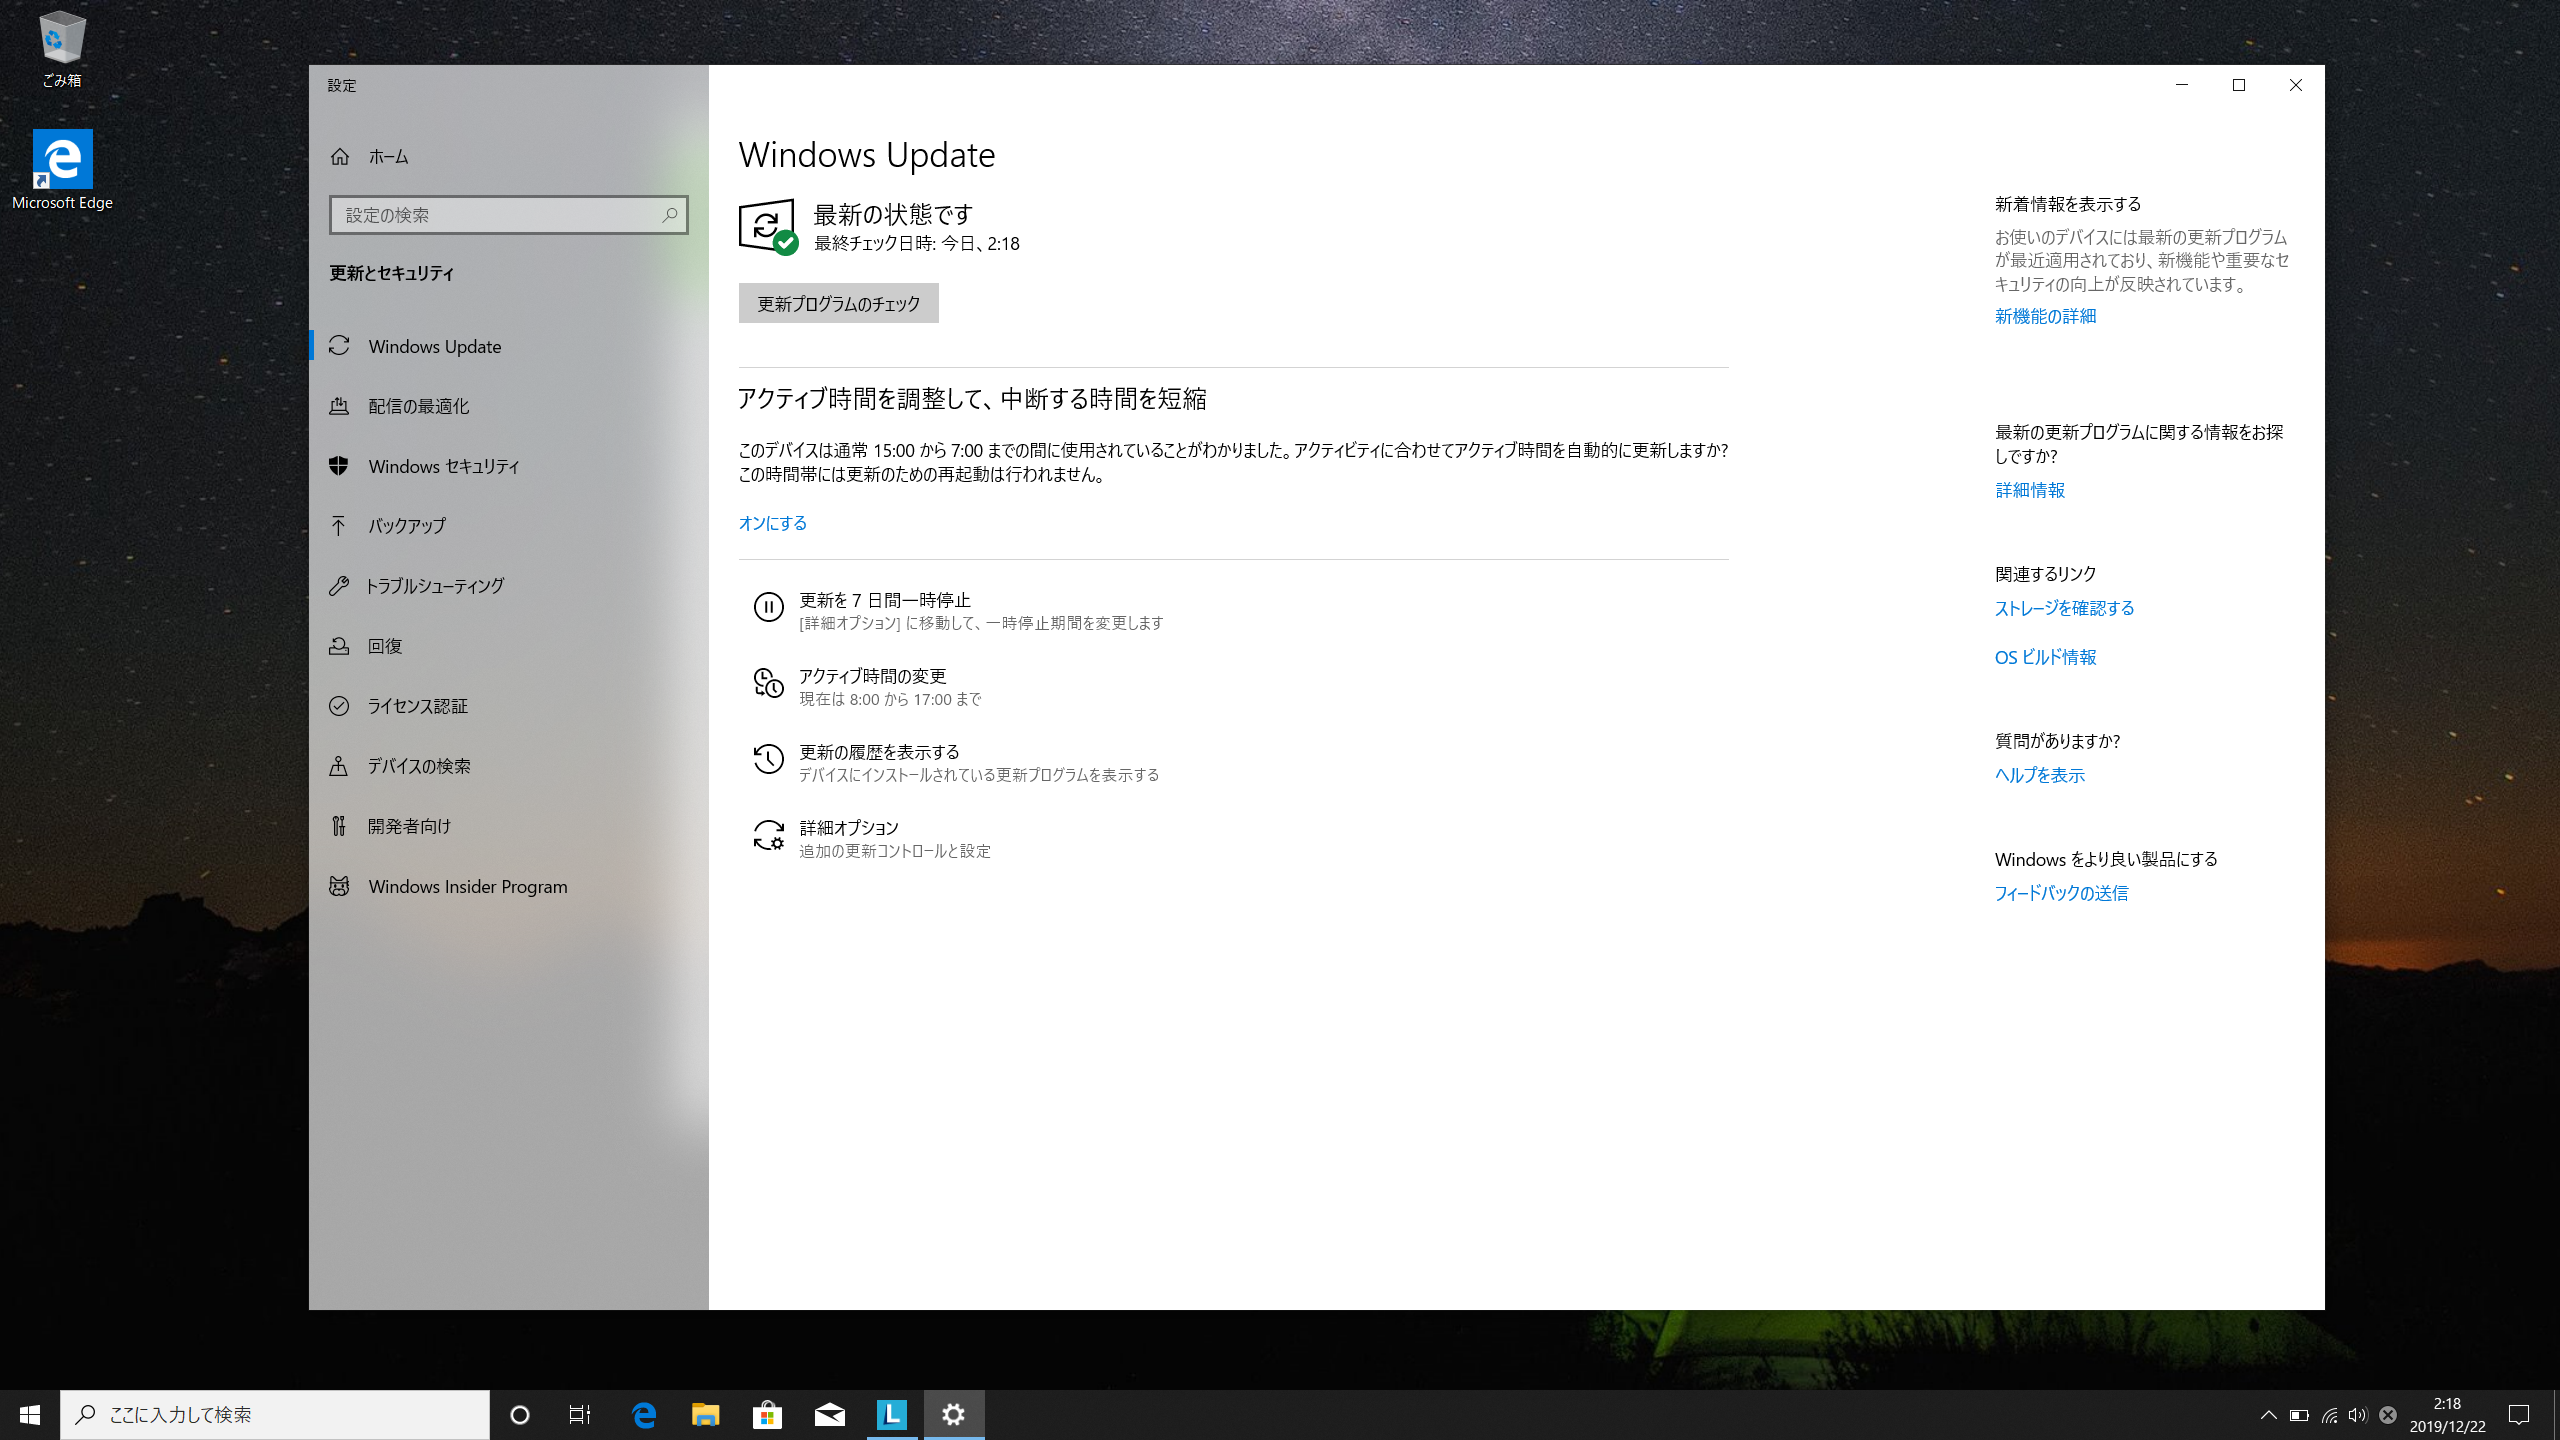 ごみ箱
Microsoft Edge
設定
ホーム
設定の検索
更新とセキュリティ
Windows Update
配信の最適化
Windows セキュリティ
バックアップ
トラブルシューティング
回復
ライセンス認証
デバイスの検索
開発者向け
Windows Insider Program
Windows Update
最新の状態です
最終チェック日時: 今日、2:18
更新プログラムのチェック
アクティブ時間を調整して、中断する時間を短縮
このデバイスは通常 15:00 から 7:00 までの間に使用されていることがわかりました。アクティビティに合わせてアクティブ時間を自動的に更新しますか?
この時間帯には更新のための再起動は行われません。
オンにする
更新を 7 日間一時停止
[詳細オプション] に移動して、一時停止期間を変更します
アクティブ時間の変更
現在は 8:00 から 17:00 まで
更新の履歴を表示する
デバイスにインストールされている更新プログラムを表示する
詳細オプション
追加の更新コントロールと設定
新着情報を表示する
お使いのデバイスには最新の更新プログラム
が最近適用されており、新機能や重要なセ
キュリティの向上が反映されています。
新機能の詳細
最新の更新プログラムに関する情報をお探
しですか?
詳細情報
関連するリンク
ストレージを確認する
OS ビルド情報
質問がありますか?
ヘルプを表示
Windows をより良い製品にする
フィードバックの送信
ここに入力して検索
L
2:18
2019/12/22